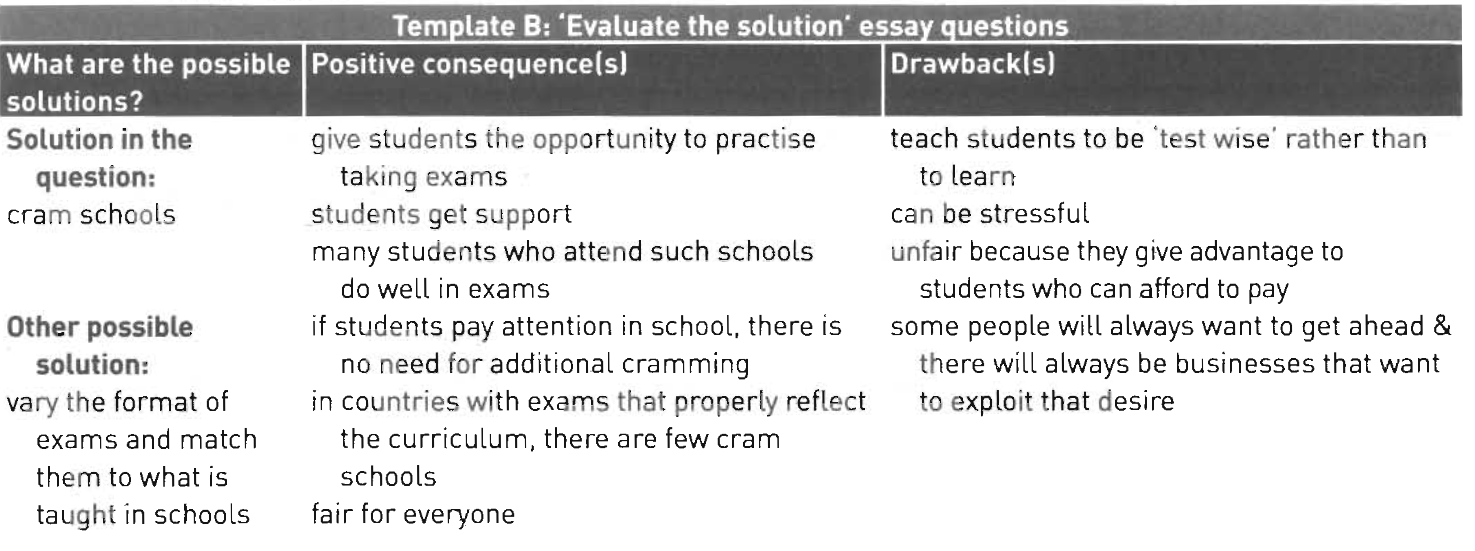 Template B: 'Evaluate the solution' essay questions
What are the possible solutions?
Positive consequence(s)
Drawback(s)
Solution in the question:
cram schools
give students the opportunity to practise
taking exams
students get support
many students who attend such schools
do well in exams
teach students to be 'test wise' rather than
to learn
can be stressful
unfair because they give advantage to
students who can afford to pay
Other possible
solution:
vary the format of
exams and match
them to what is
taught in schools
if students pay attention in school, there is
no need for additional cramming
in countries with exams that properly reflect
the curriculum, there are few cram
schools
fair for everyone
some people will always want to get ahead &
there will always be businesses that want
to exploit that desire